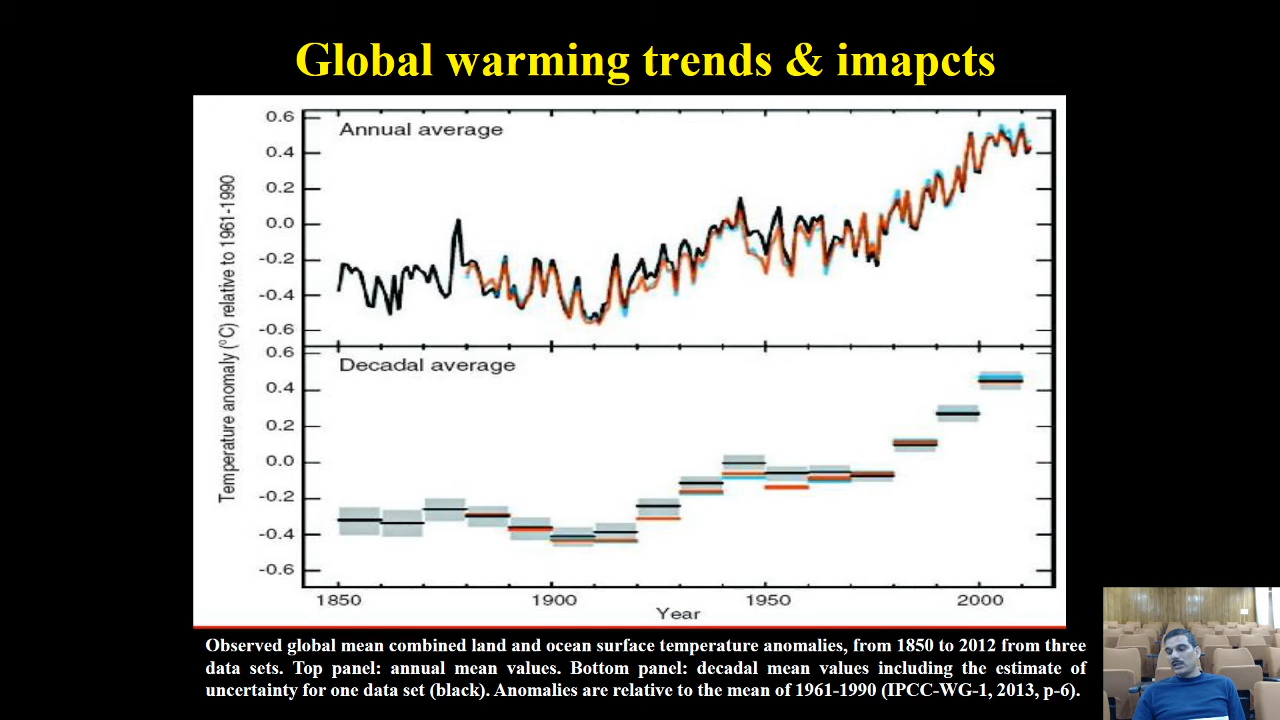 Global warming trends & imapcts
Annual average
0.6
0.4
0.2
0.0
-0.2
-0.4
-0.6
Temperature anomaly (°C) relative to 1961-1990
Decadal average
0.6
0.4
0.2
0.0
-0.2
-0.4
-0.6
1850 1900 1950 2000
Year
Observed global mean combined land and ocean surface temperature anomalies, from 1850 to 2012 from three
data sets. Top panel: annual mean values. Bottom panel: decadal mean values including the estimate of
uncertainty for one data set (black). Anomalies are relative to the mean of 1961-1990 (IPCC-WG-1, 2013, p-6).